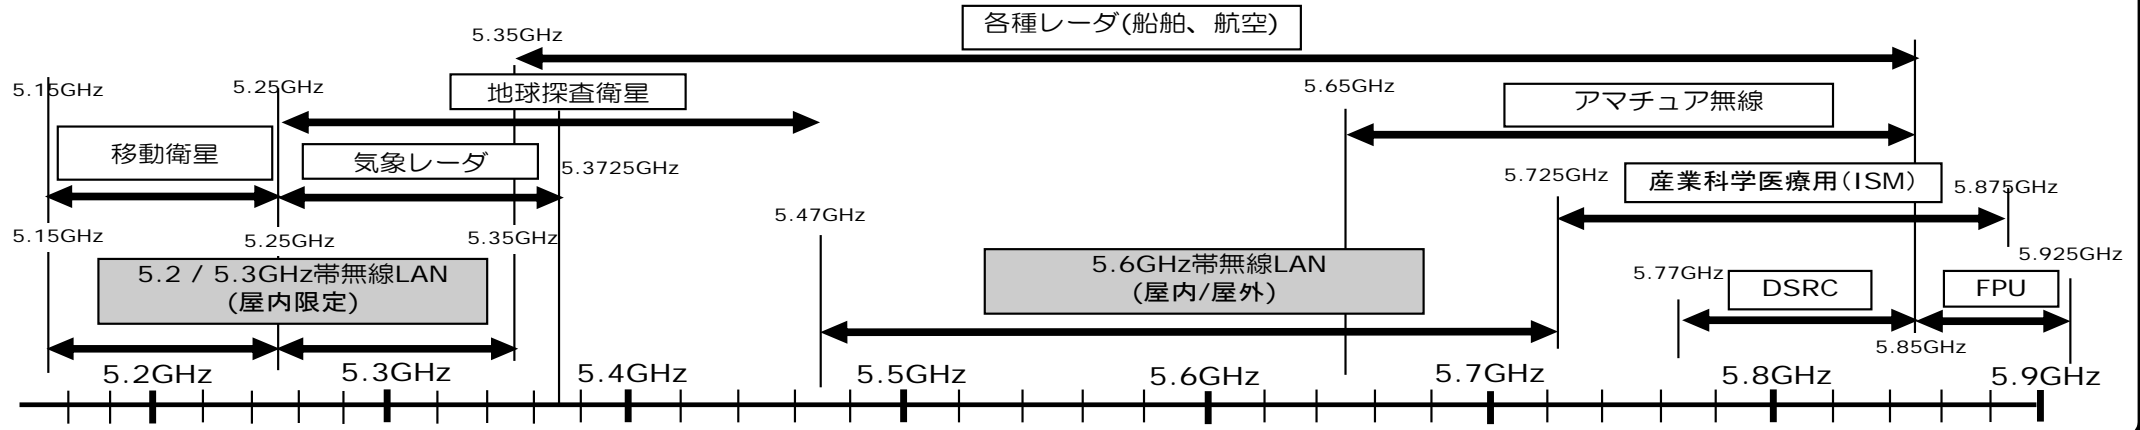 各種レーダ(船舶、航空)
5.35GHz
5.15GHz
5.25GHz
地球探査衛星
5.65GHz
アマチュア無線
移動衛星
気象レーダ
5.3725GHz
5.725GHz
産業科学医療用(ISM)
5.875GHz
5.47GHz
5.15GHz
5.25GHz
5.35GHz
5.2 / 5.3GHz帯無線LAN
(屋内限定)
5.6GHz帯無線LAN
(屋内/屋外)
5.77GHz
DSRC
5.925GHz
FPU
5.85GHz
5.2GHz
5.3GHz
5.4GHz
5.5GHz
5.6GHz
5.7GHz
5.8GHz
5.9GHz